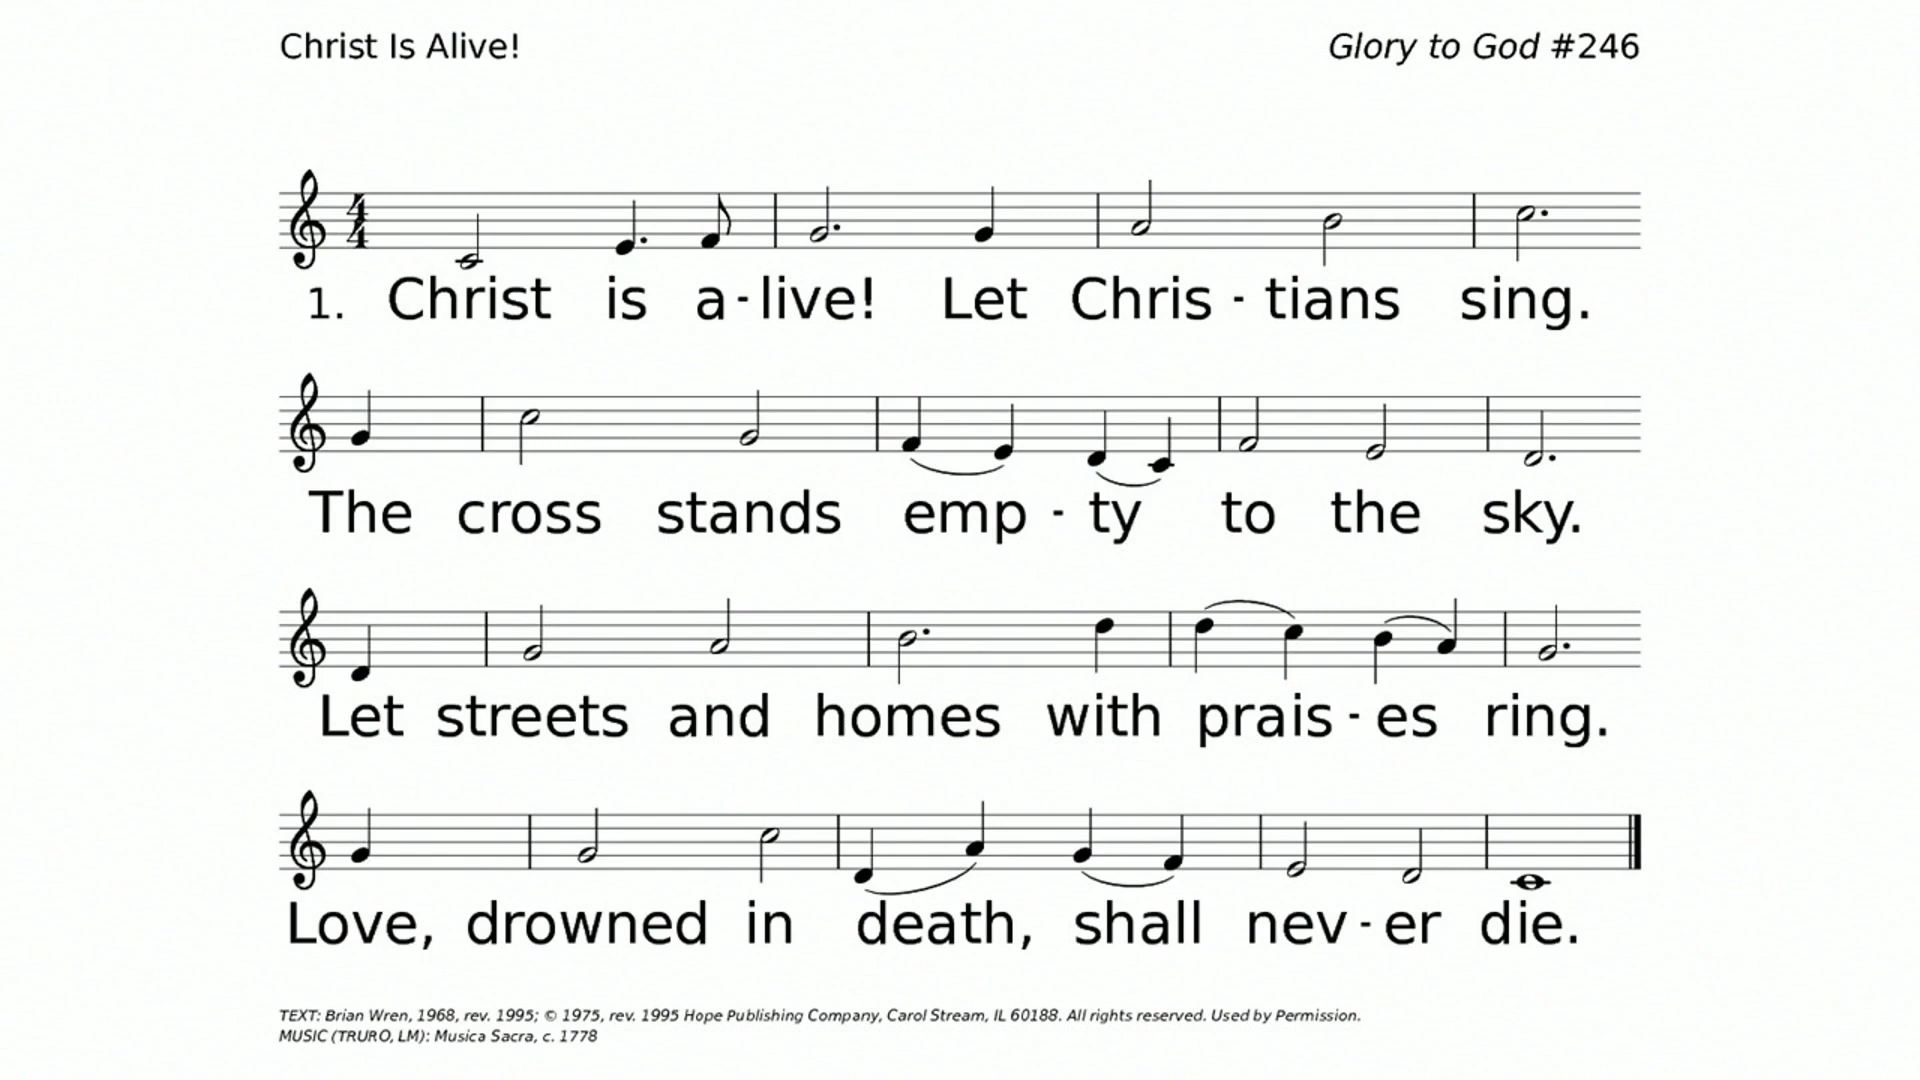 Christ Is Alive!
Glory to God #246
4
4
1. Christ is a - live! Let Chris - tians sing.
The cross stands emp - ty to the sky.
Let streets and homes with prais - es ring.
Love, drowned in death, shall nev - er die.
TEXT: Brian Wren, 1968, rev. 1995; © 1975, rev. 1995 Hope Publishing Company, Carol Stream, IL 60188. All rights reserved. Used by Permission.
MUSIC (TRURO, LM): Musica Sacra, c. 1778